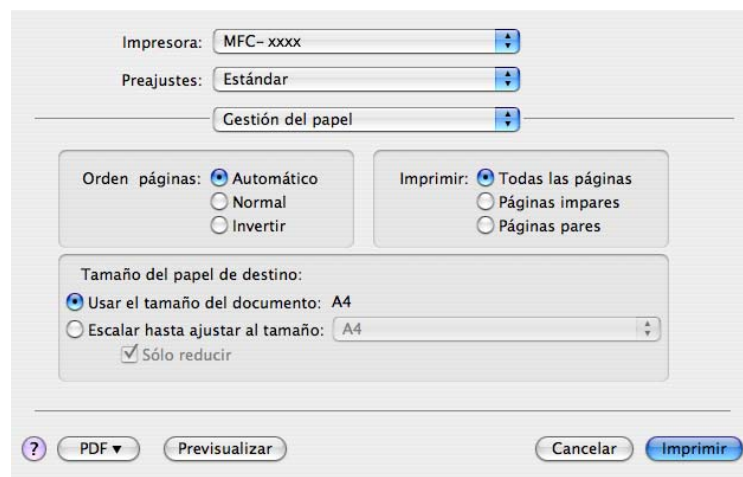 Impresora: MFC- xxxx
Preajustes: Estándar
Gestión del papel
Orden páginas: Automático
Normal
Invertir
Imprimir: Todas las páginas
Páginas impares
Páginas pares
Tamaño del papel de destino:
Usar el tamaño del documento: A4
Escalar hasta ajustar al tamaño: A4
Sólo reducir
? PDF ▼ Previsualizar Cancelar Imprimir